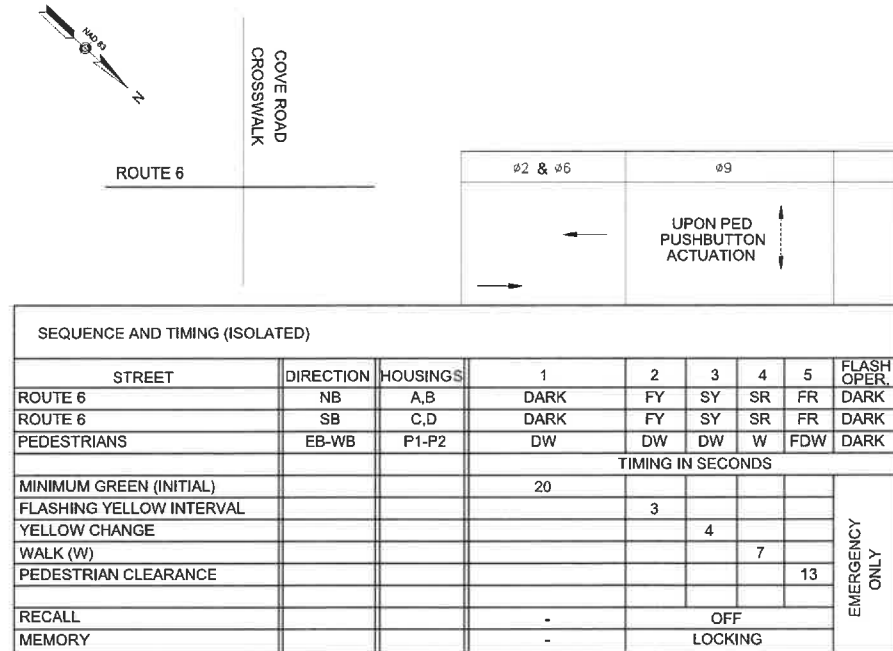 NAD 83
N
COVE ROAD
CROSSWALK
ROUTE 6
ø2 & ø6 ø9
UPON PED
PUSHBUTTON
ACTUATION
SEQUENCE AND TIMING (ISOLATED)
STREET DIRECTION HOUSINGS 1 2 3 4 5 FLASH OPER.
ROUTE 6 NB A,B DARK FY SY SR FR DARK
ROUTE 6 SB C,D DARK FY SY SR FR DARK
PEDESTRIANS EB-WB P1-P2 DW DW DW W FDW DARK
TIMING IN SECONDS
MINIMUM GREEN (INITIAL) 20
FLASHING YELLOW INTERVAL 3
YELLOW CHANGE 4
WALK (W) 7
PEDESTRIAN CLEARANCE 13
EMERGENCY
ONLY
RECALL - OFF
MEMORY - LOCKING